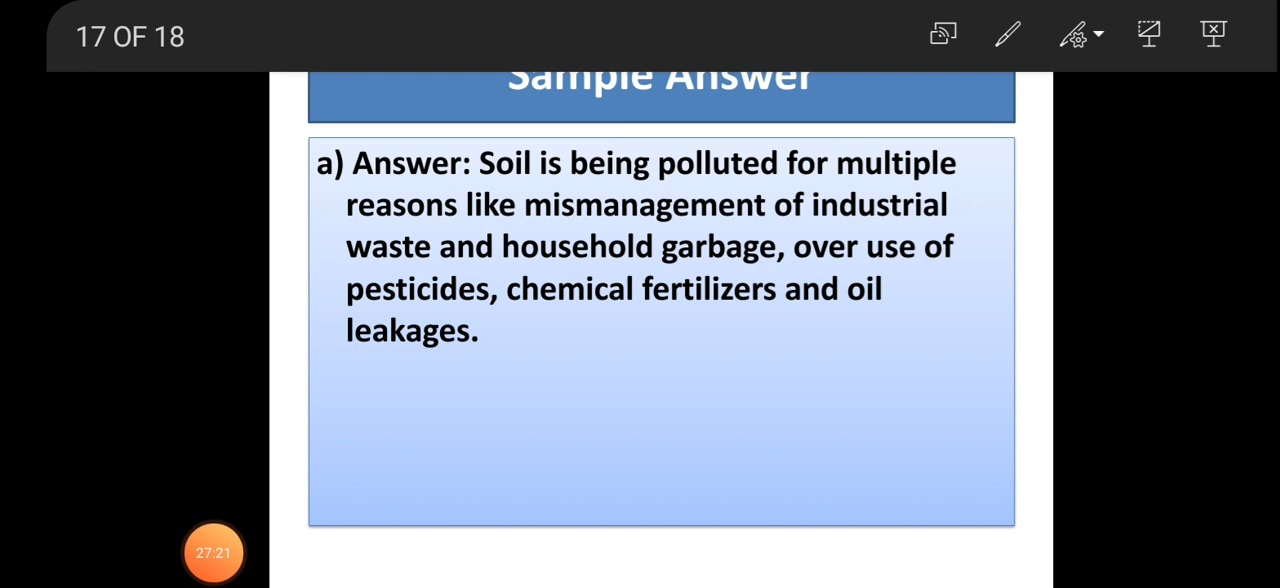 17 OF 18
Sample Answer
a) Answer: Soil is being polluted for multiple
reasons like mismanagement of industrial
waste and household garbage, over use of
pesticides, chemical fertilizers and oil
leakages.
27:21